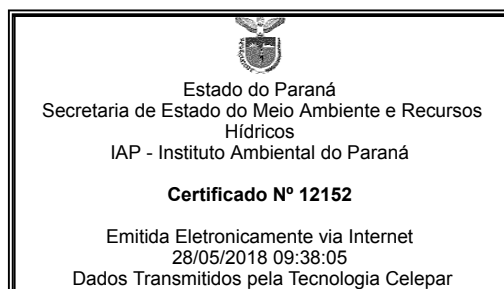 Estado do Paraná
Secretaria de Estado do Meio Ambiente e Recursos
Hídricos
IAP - Instituto Ambiental do Paraná
Certificado Nº 12152
Emitida Eletronicamente via Internet
28/05/2018 09:38:05
Dados Transmitidos pela Tecnologia Celepar